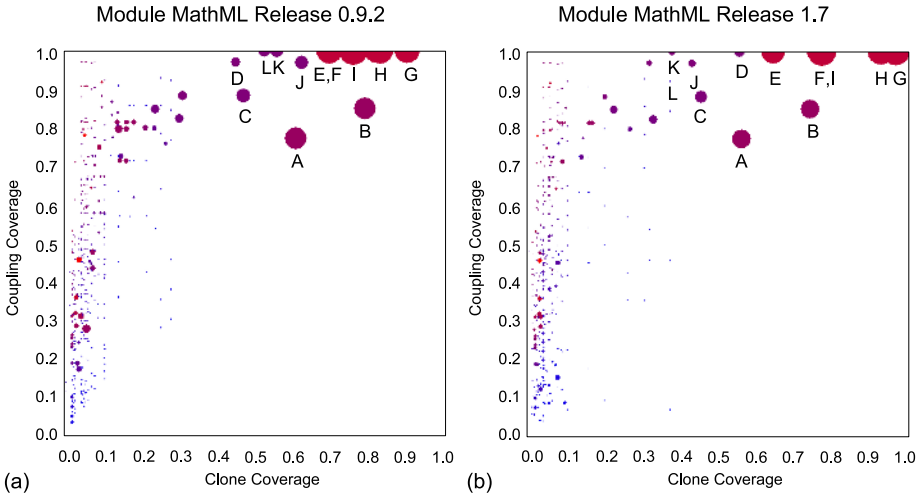 Module MathML Release 0.9.2
Coupling Coverage
1.0
0.9
0.8
0.7
0.6
0.5
0.4
0.3
0.2
0.1
0.0
D
L K
J
E,F
I
H
G
C
B
A
0.0 0.1 0.2 0.3 0.4 0.5 0.6 0.7 0.8 0.9 1.0
Clone Coverage
(a)
Module MathML Release 1.7
Coupling Coverage
1.0
0.9
0.8
0.7
0.6
0.5
0.4
0.3
0.2
0.1
0.0
K
L
J
D
E
F,I
H G
C
B
A
0.0 0.1 0.2 0.3 0.4 0.5 0.6 0.7 0.8 0.9 1.0
Clone Coverage
(b)